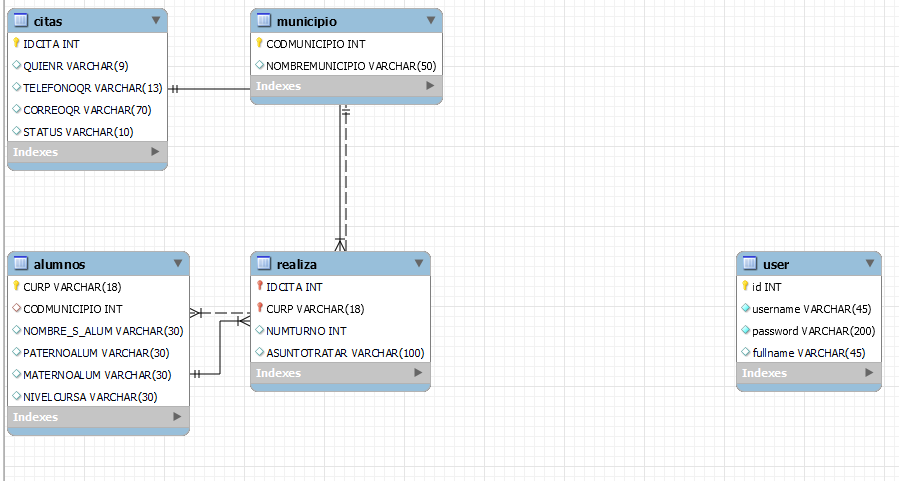 citas
IDCITA INT
QUIENR VARCHAR(9)
TELEFONOQR VARCHAR(13)
CORREOQR VARCHAR(70)
STATUS VARCHAR(10)
Indexes
municipio
CODMUNICIPIO INT
NOMBREMUNICIPIO VARCHAR(50)
Indexes
alumnos
CURP VARCHAR(18)
CODMUNICIPIO INT
NOMBRE_S_ALUM VARCHAR(30)
PATERNOALUM VARCHAR(30)
MATERNOALUM VARCHAR(30)
NIVELCURSA VARCHAR(30)
Indexes
realiza
IDCITA INT
CURP VARCHAR(18)
NUMTURNO INT
ASUNTOTRATAR VARCHAR(100)
Indexes
user
id INT
username VARCHAR(45)
password VARCHAR(200)
fullname VARCHAR(45)
Indexes